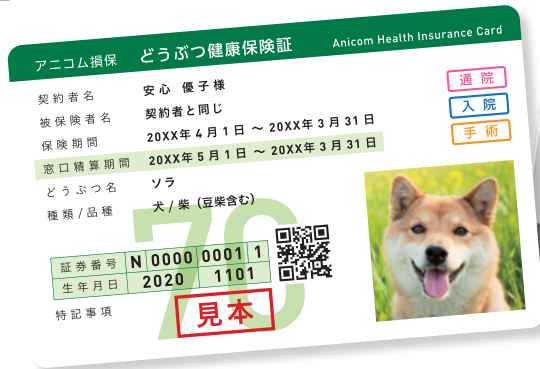 アニコム損保 どうぶつ健康保険証 Anicom Health Insurance Card
契約者名 安心 優子様
被保険者名 契約者と同じ
保険期間 20XX年4月1日 ～ 20XX年3月31日
窓口精算期間 20XX年5月1日 ～ 20XX年3月31日
どうぶつ名 ソラ
種類/品種 犬/柴（豆柴含む）
通院
入院
手術
70
証券番号 N 0000 0001 1
生年月日 2020 1101
特記事項
見本